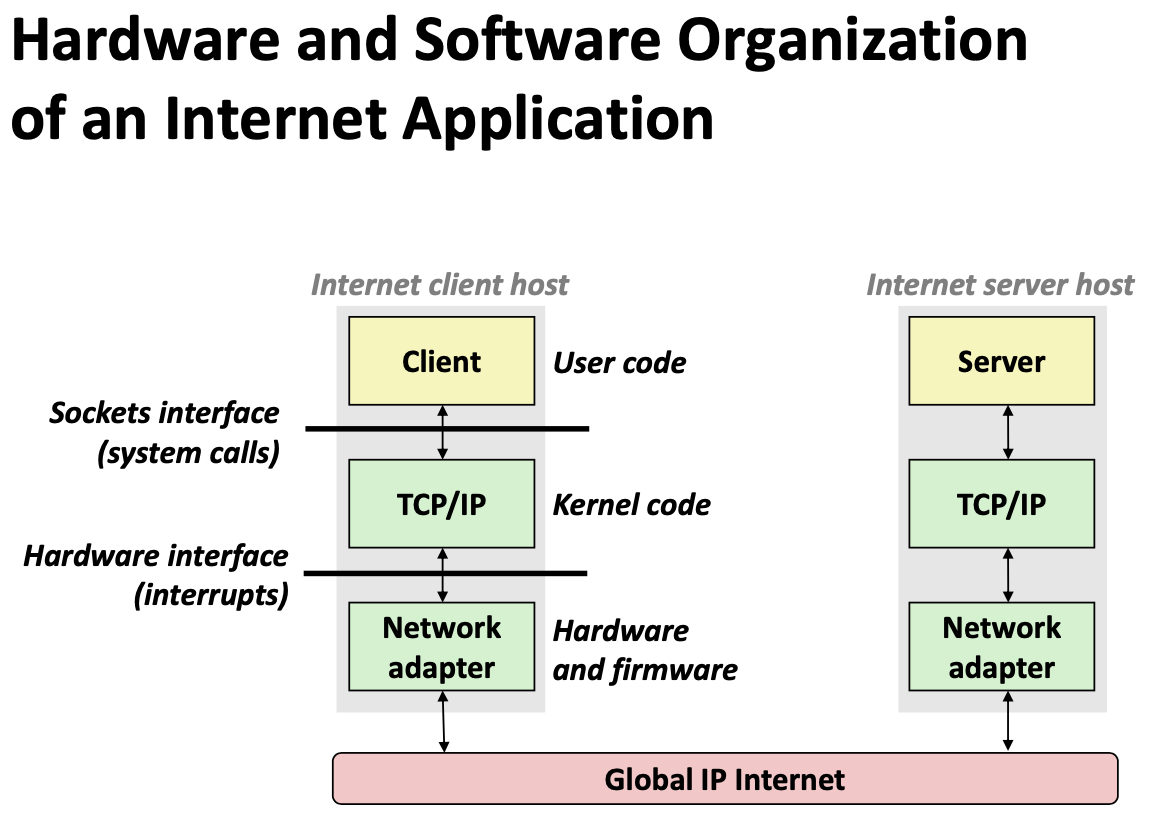 Hardware and Software Organization
of an Internet Application
Internet client host
Internet server host
Client
User code
Server
Sockets interface
(system calls)
TCP/IP
Kernel code
TCP/IP
Hardware interface
(interrupts)
Network
adapter
Hardware
and firmware
Network
adapter
Global IP Internet